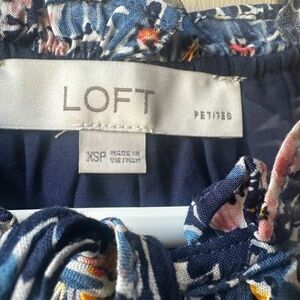 LOFT
PETITES
XSP
MADE IN
VIETNAM